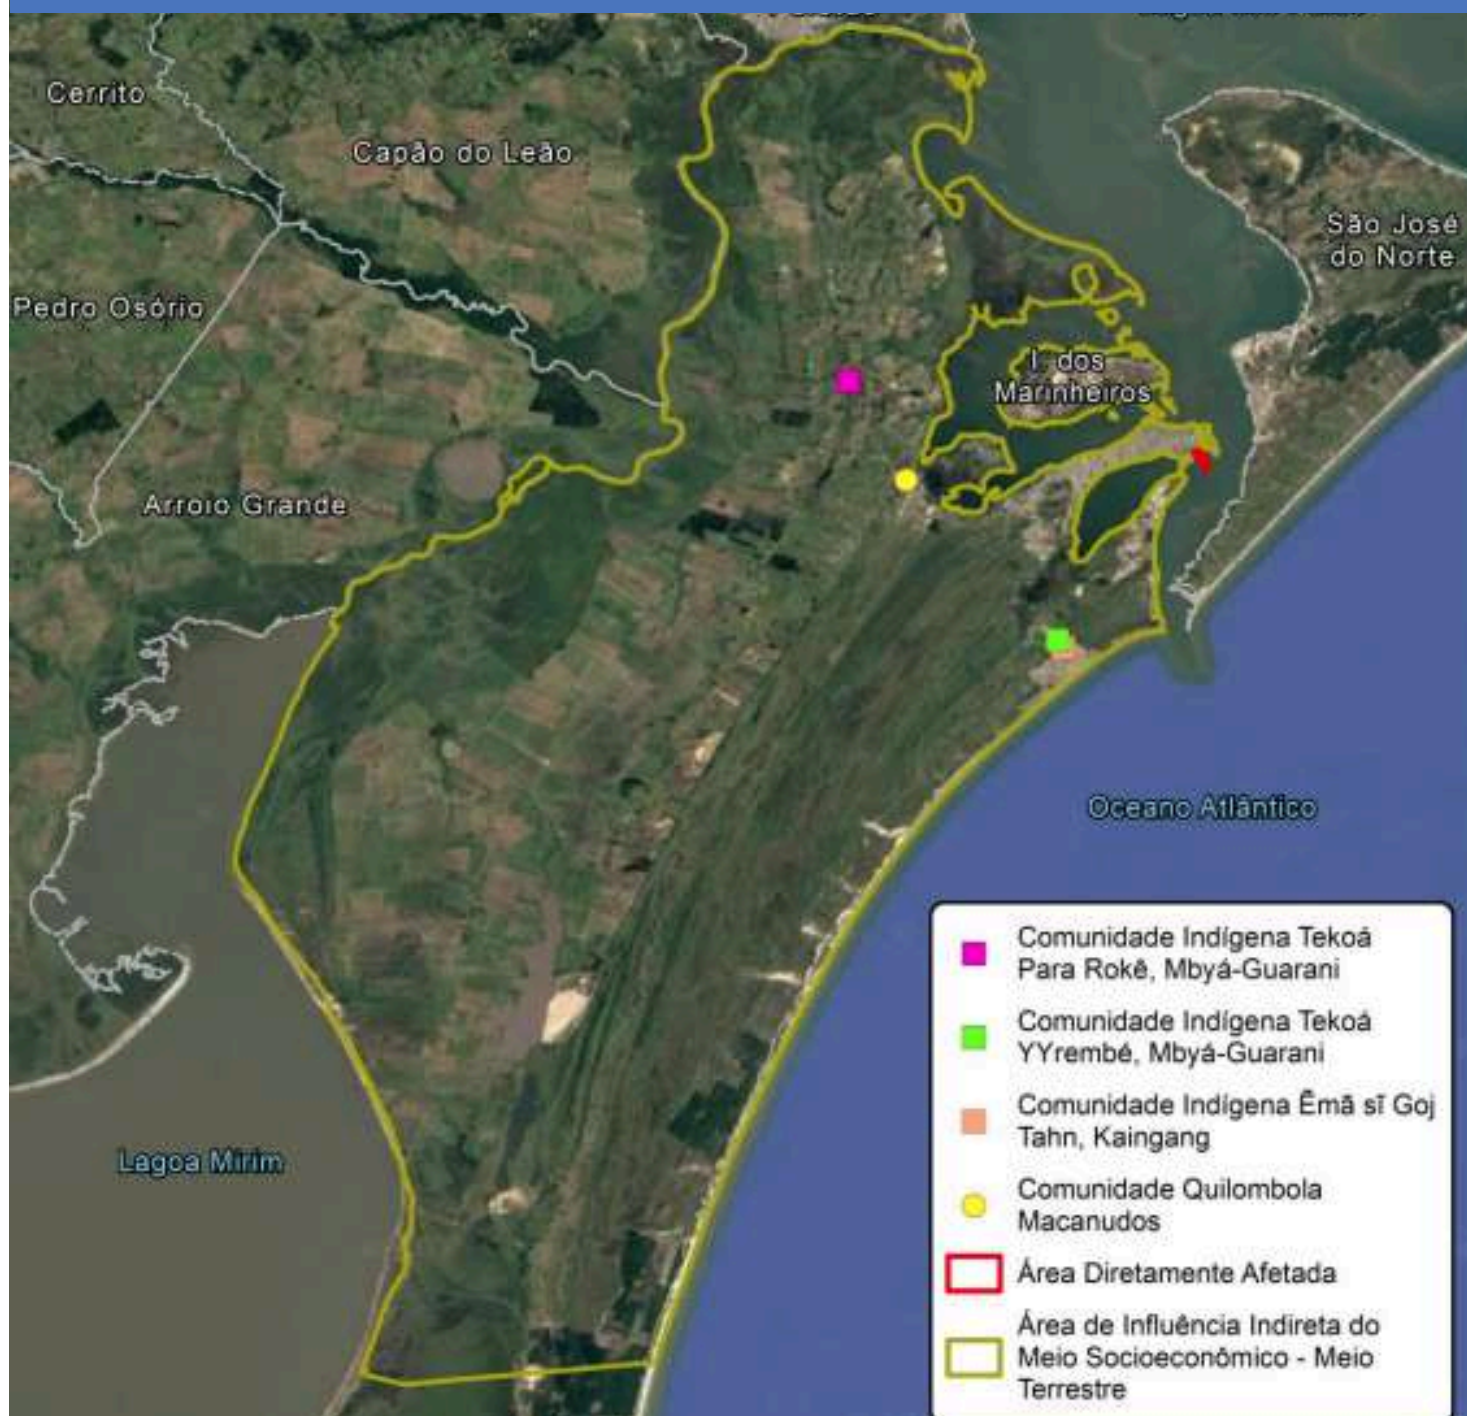 Cerrito
Capão do Leão
São José
do Norte
Pedro Osório
I. dos
Marinheiros
Arroio Grande
Oceano Atlântico
Lagoa Mirim
Comunidade Indígena Tekoá
Para Rokê, Mbyá-Guarani
Comunidade Indígena Tekoá
YYrembé, Mbyá-Guarani
Comunidade Indígena Ẽmã sĩ Goj
Tahn, Kaingang
Comunidade Quilombola
Macanudos
Área Diretamente Afetada
Área de Influência Indireta do
Meio Socioeconômico - Meio
Terrestre